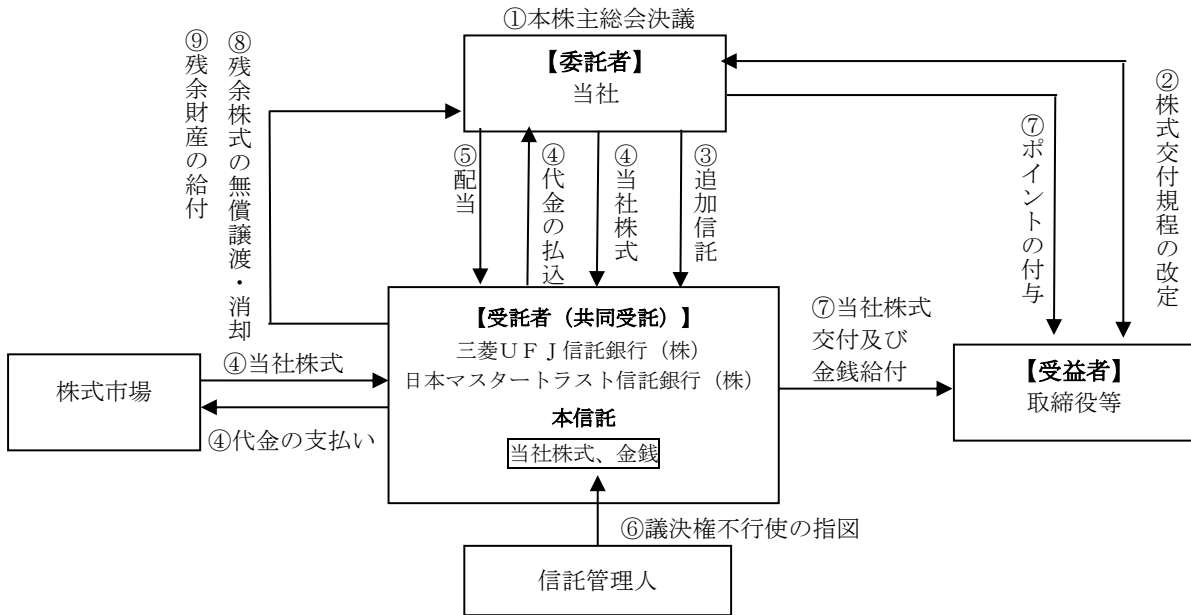 ①本株主総会決議
【委託者】
当社
⑨残余財産の給付
⑧残余株式の無償譲渡・消却
⑤配当
④代金の払込
④当社株式
③追加信託
⑦ポイントの付与
②株式交付規程の改定
【受託者（共同受託）】
三菱ＵＦＪ信託銀行（株）
日本マスタートラスト信託銀行（株）
本信託
当社株式、金銭
株式市場
④当社株式
④代金の支払い
⑦当社株式
交付及び
金銭給付
【受益者】
取締役等
⑥議決権不行使の指図
信託管理人